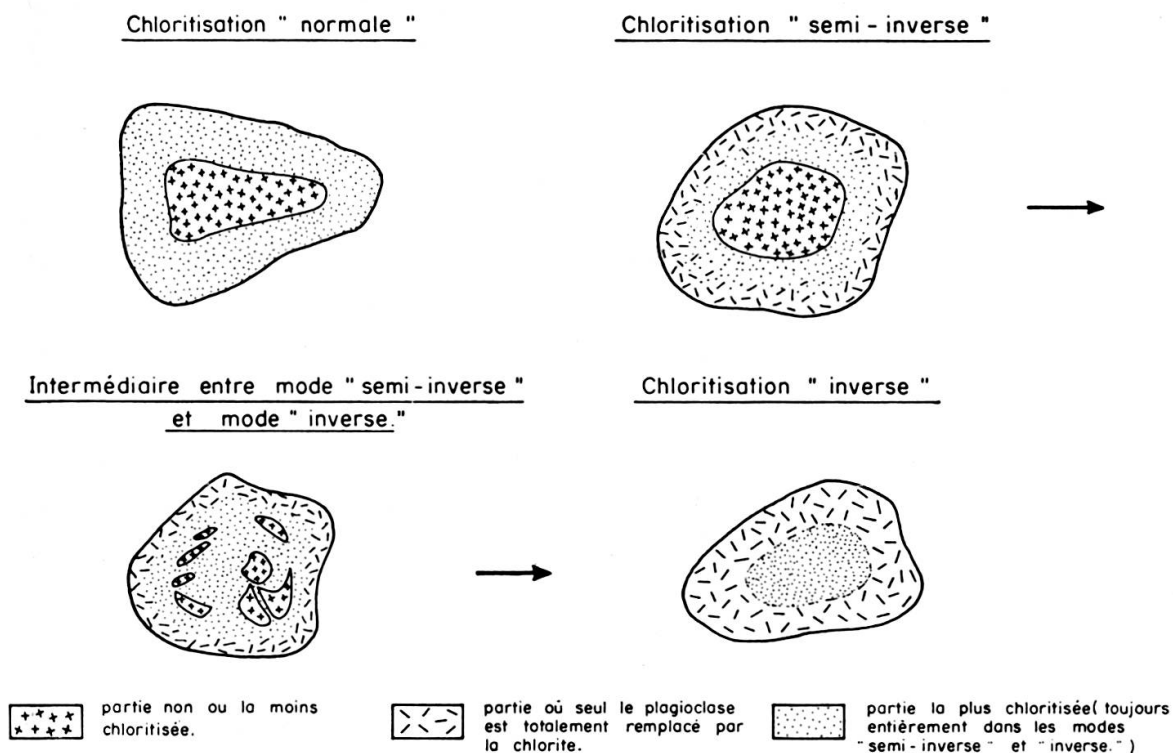 Chloritisation " normale "
Chloritisation " semi - inverse "
Intermédiaire entre mode " semi - inverse "
et mode " inverse. "
Chloritisation " inverse "
partie non ou la moins
chloritisée.
partie où seul le plagioclase
est totalement remplacé par
la chlorite.
partie la plus chloritisée( toujours
entièrement dans les modes
" semi - inverse " et " inverse. " )